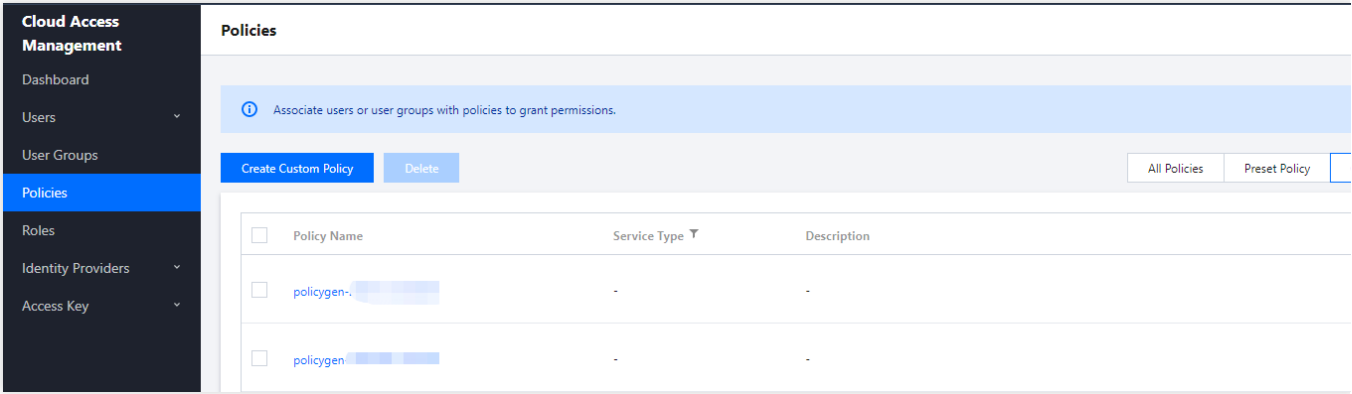 Cloud Access
Management
Dashboard
Users
User Groups
Policies
Roles
Identity Providers
Access Key
Policies
Associate users or user groups with policies to grant permissions.
Create Custom Policy Delete All Policies Preset Policy
Policy Name Service Type Description
policygen- - -
policygen- - -